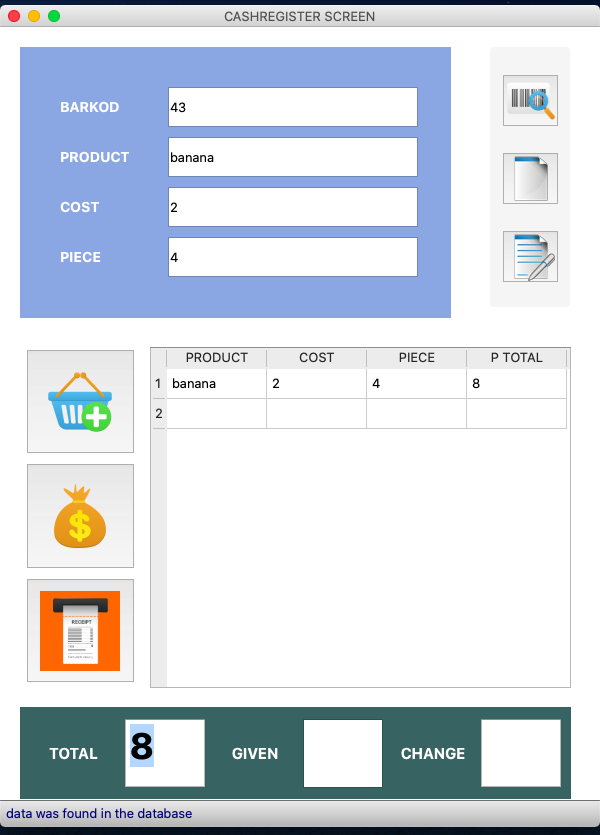 CASHREGISTER SCREEN
BARKOD 43
PRODUCT banana
COST 2
PIECE 4
PRODUCT COST PIECE P TOTAL
1 banana 2 4 8
2
$
RECEIPT
TOTAL 8 GIVEN CHANGE
data was found in the database